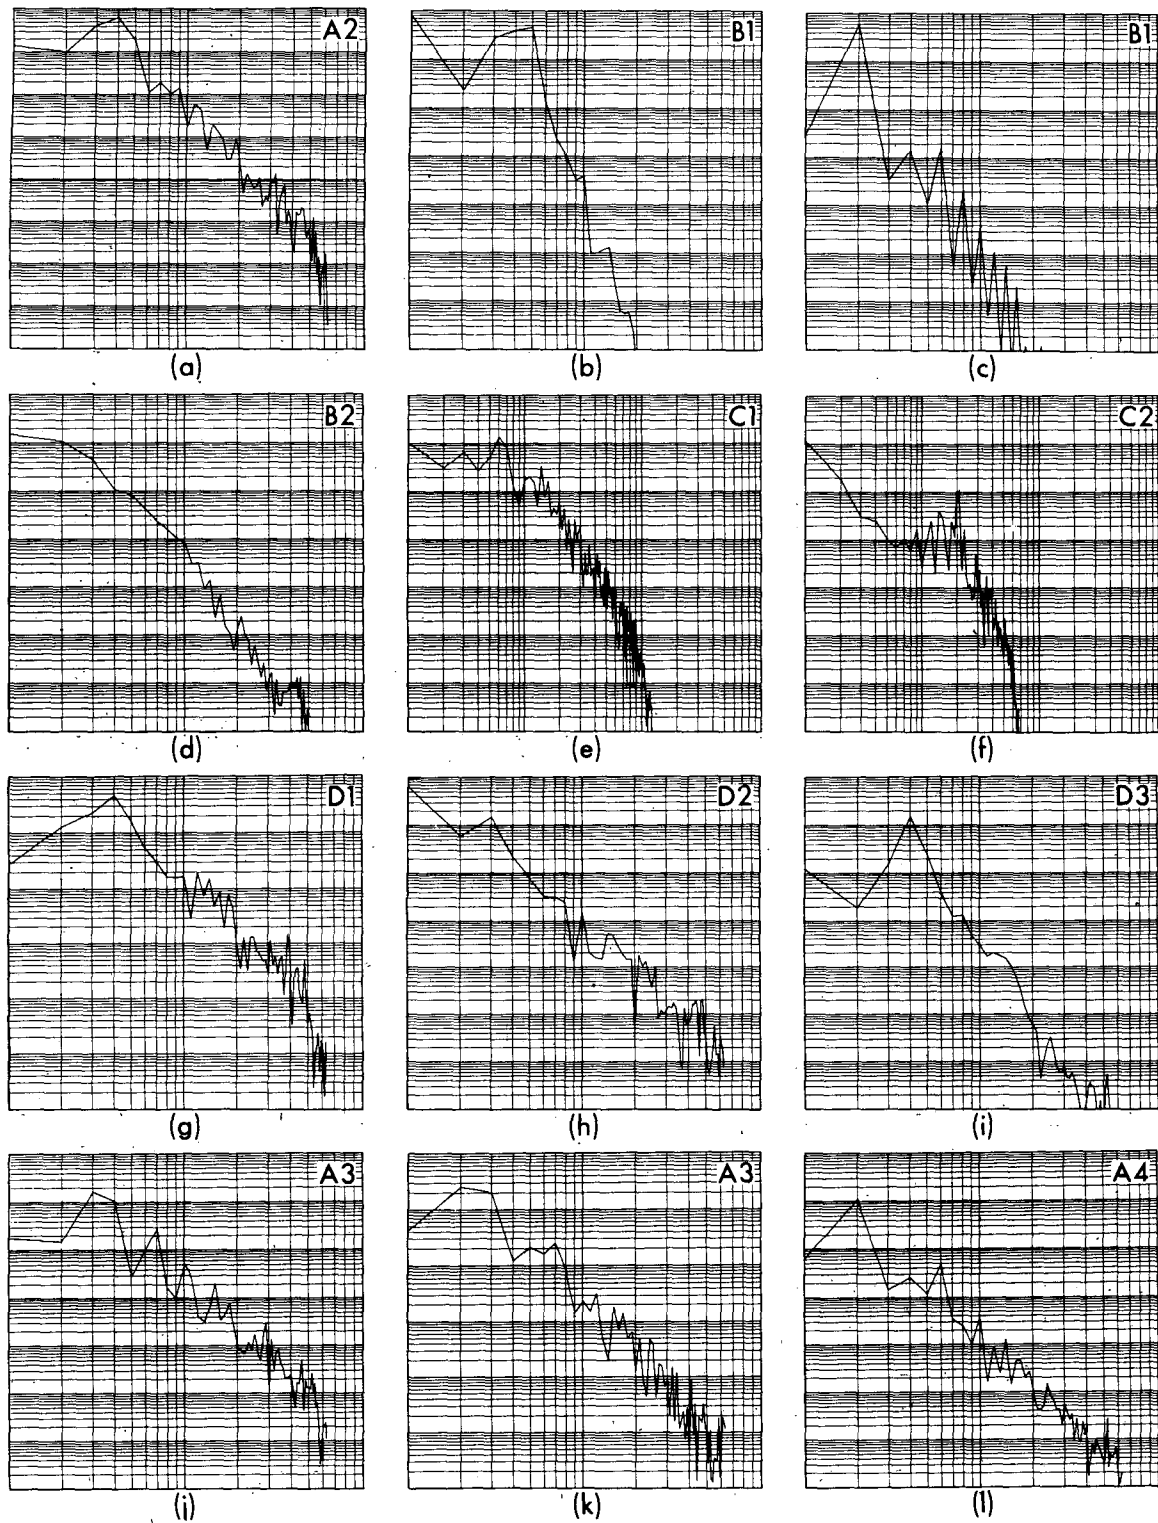 A2 B1 B1
(a) (b) (c)
B2 C1 C2
(d) (e) (f)
D1 D2 D3
(g) (h) (i)
A3 A3 A4
(j) (k) (l)